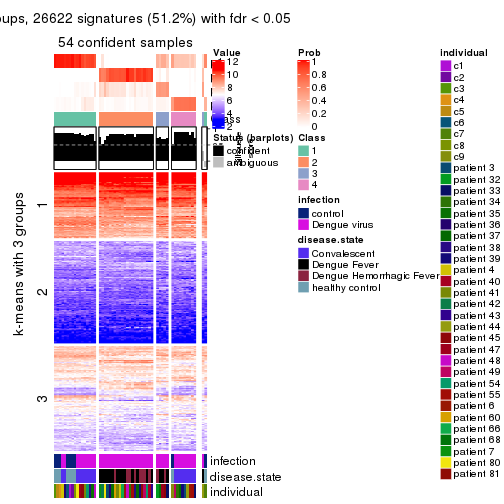 oups, 26622 signatures (51.2%) with fdr < 0.05
54 confident samples
k-means with 3 groups
1
2
3
infection
disease.state
individual
Value
12
10
8
6
4
2
Status (barplots)
confident
ambiguous
Prob
1
0.8
0.6
0.4
0.2
0
Class
1
2
3
4
infection
control
Dengue virus
disease.state
Convalescent
Dengue Fever
Dengue Hemorrhagic Fever
healthy control
individual
c1
c2
c3
c4
c5
c6
c7
c8
c9
patient 3
patient 32
patient 33
patient 34
patient 35
patient 36
patient 37
patient 38
patient 39
patient 4
patient 40
patient 41
patient 42
patient 43
patient 44
patient 45
patient 47
patient 48
patient 49
patient 54
patient 55
patient 6
patient 60
patient 66
patient 68
patient 7
patient 80
patient 81